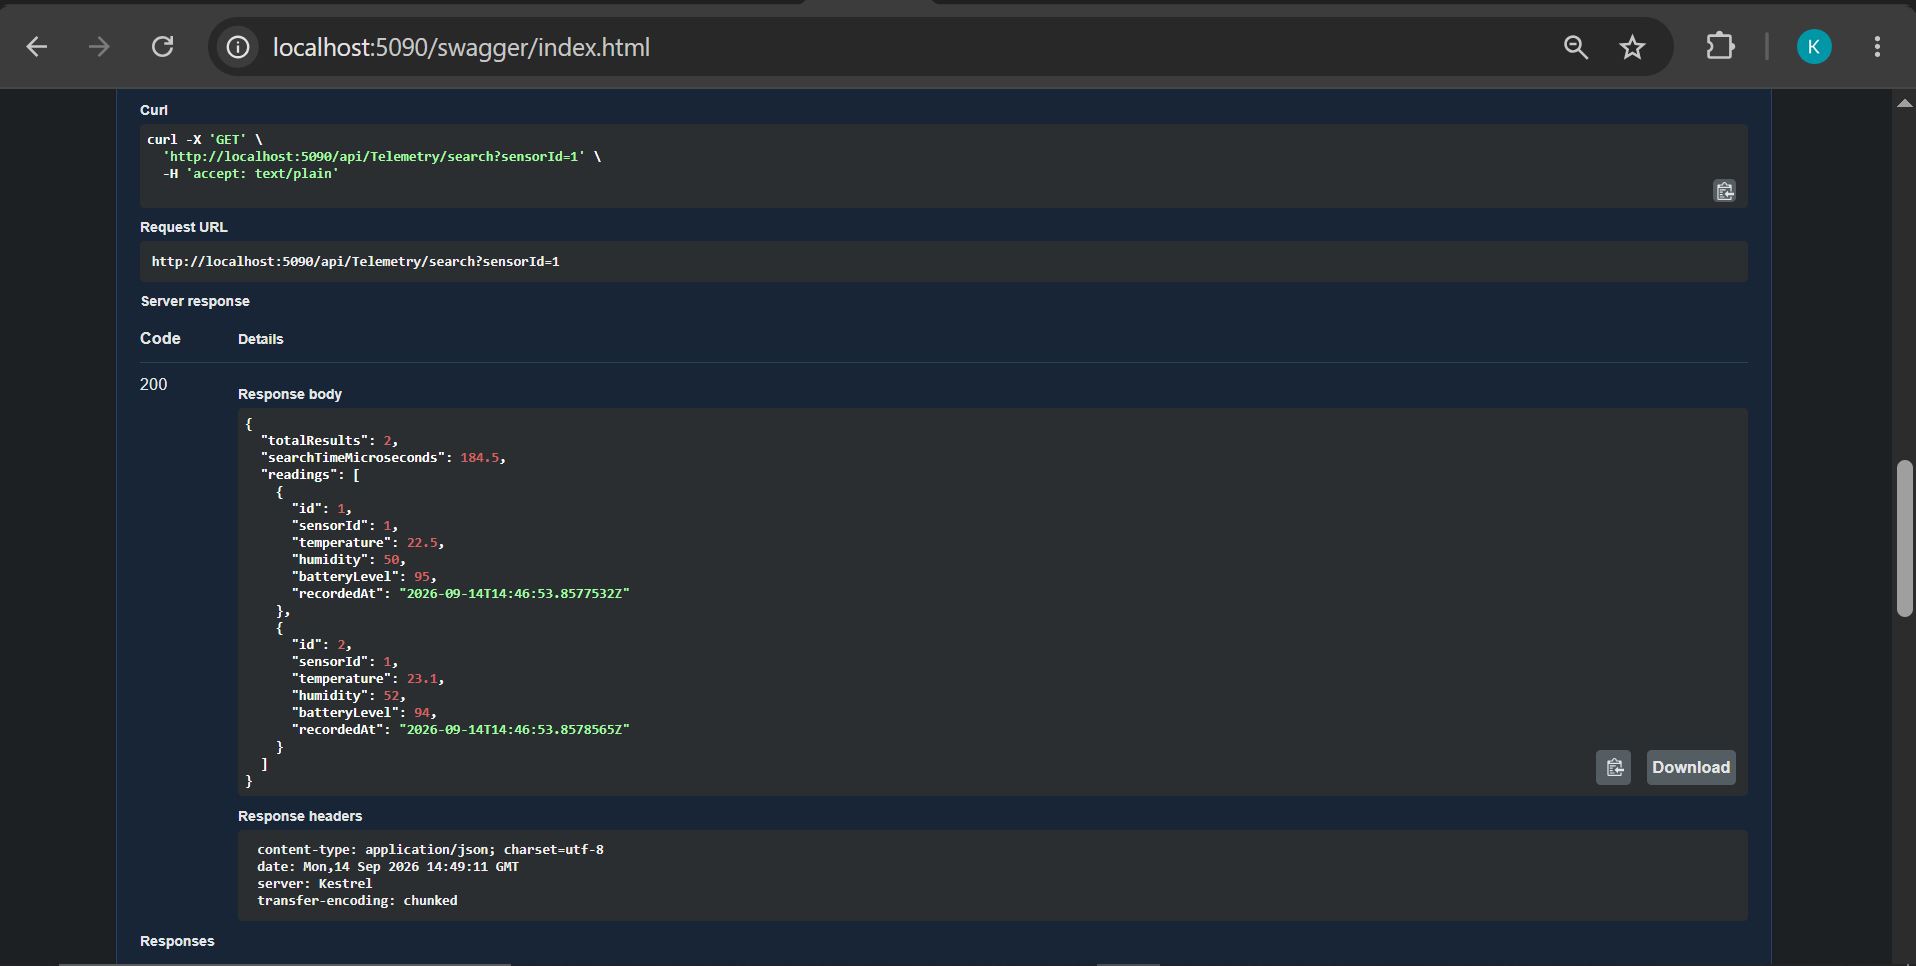 localhost:5090/swagger/index.html
K
Curl
curl -X 'GET' \
  'http://localhost:5090/api/Telemetry/search?sensorId=1' \
  -H 'accept: text/plain'
Request URL
http://localhost:5090/api/Telemetry/search?sensorId=1
Server response
Code Details
200
Response body
{
  "totalResults": 2,
  "searchTimeMicroseconds": 184.5,
  "readings": [
    {
      "id": 1,
      "sensorId": 1,
      "temperature": 22.5,
      "humidity": 50,
      "batteryLevel": 95,
      "recordedAt": "2026-09-14T14:46:53.8577532Z"
    },
    {
      "id": 2,
      "sensorId": 1,
      "temperature": 23.1,
      "humidity": 52,
      "batteryLevel": 94,
      "recordedAt": "2026-09-14T14:46:53.8578565Z"
    }
  ]
}
Download
Response headers
content-type: application/json; charset=utf-8
date: Mon,14 Sep 2026 14:49:11 GMT
server: Kestrel
transfer-encoding: chunked
Responses